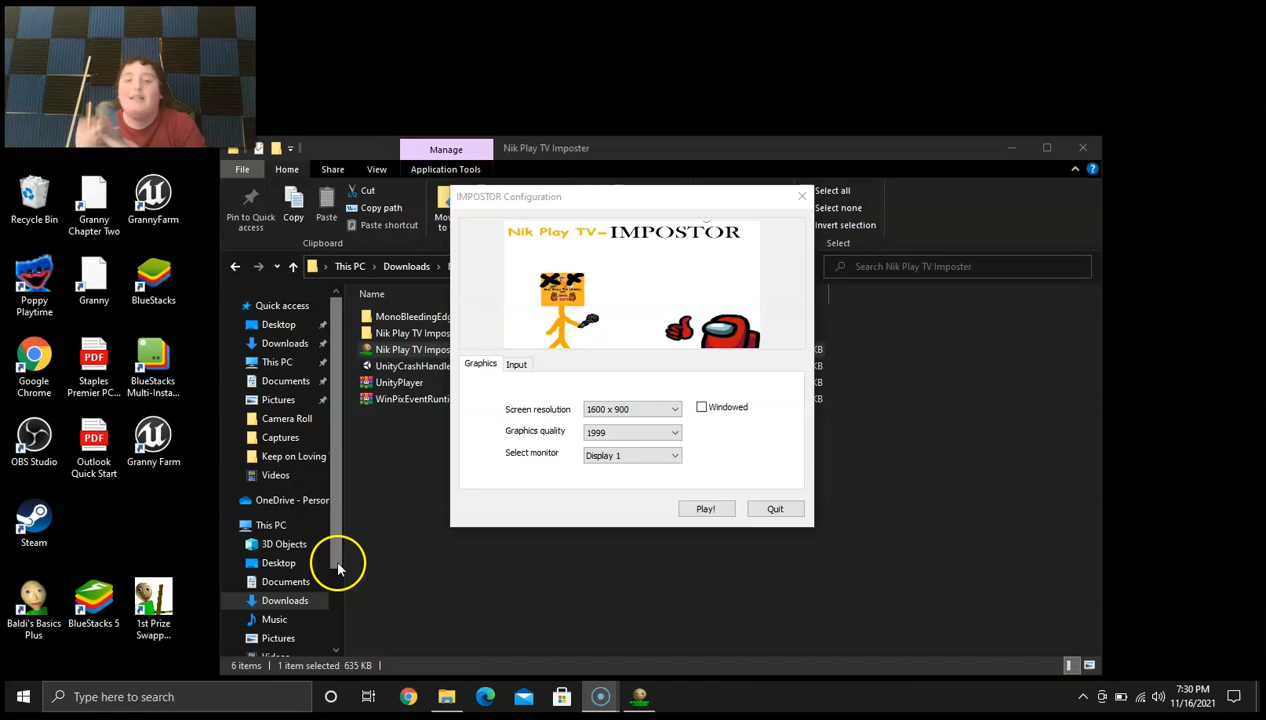 Manage
Nik Play TV Imposter
File
Home
Share
View
Application Tools
Pin to Quick access
Copy
Paste
Cut
Copy path
Paste shortcut
Clipboard
Select all
Select none
Invert selection
Select
This PC
Downloads
Search Nik Play TV Imposter
IMPOSTOR Configuration
Nik Play TV-IMPOSTOR
Graphics
Input
Screen resolution
1600 x 900
Windowed
Graphics quality
1999
Select monitor
Display 1
Play!
Quit
Name
MonoBleedingEdg
Nik Play TV Impos
Nik Play TV Impos
KB
UnityCrashHandle
UnityPlayer
KB
WinPixEventRunti
KB
Quick access
Desktop
Downloads
This PC
Documents
Pictures
Camera Roll
Captures
Keep on Loving
Videos
OneDrive - Person
This PC
3D Objects
Desktop
Documents
Downloads
Music
Pictures
6 items
1 item selected 635 KB
Recycle Bin
Granny Chapter Two
GrannyFarm
Poppy Playtime
Granny
BlueStacks
Google Chrome
Staples Premier PC...
BlueStacks Multi-Insta...
OBS Studio
Outlook Quick Start
Granny Farm
Steam
Baldi's Basics Plus
BlueStacks 5
1st Prize Swapp...
Type here to search
7:30 PM
11/16/2021